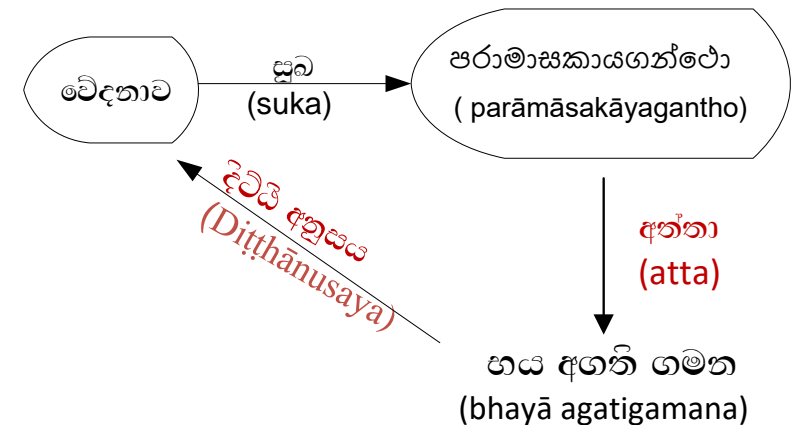 වේදනාව
සුඛ
(suka)
පරාමාසකායගන්ථො
( parāmāsakāyagantho)
දිට්ඨි අනුසය
(Diṭṭhānusaya)
අත්තා
(atta)
භය අගති ගමන
(bhayā agatigamana)